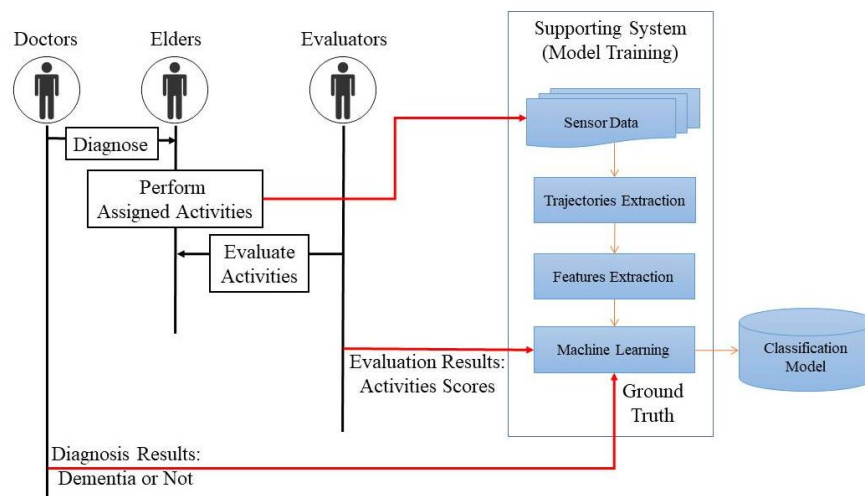 Doctors
Elders
Evaluators
Supporting System
(Model Training)
Sensor Data
Diagnose
Perform
Assigned Activities
Trajectories Extraction
Evaluate
Activities
Features Extraction
Evaluation Results:
Activities Scores
Machine Learning
Classification
Model
Ground
Truth
Diagnosis Results:
Dementia or Not